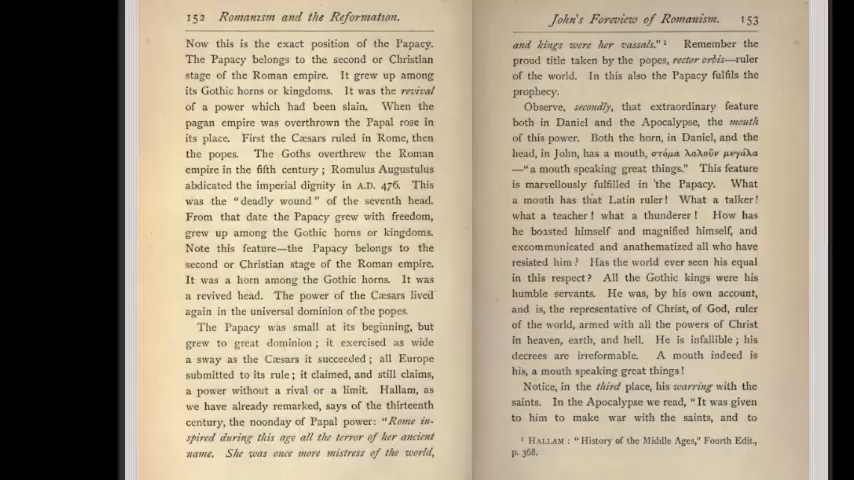 152 Romanism and the Reformation.
Now this is the exact position of the Papacy.
The Papacy belongs to the second or Christian
stage of the Roman empire. It grew up among
its Gothic horns or kingdoms. It was the revival
of a power which had been slain. When the
pagan empire was overthrown the Papal rose in
its place. First the Cæsars ruled in Rome, then
the popes. The Goths overthrew the Roman
empire in the fifth century; Romulus Augustulus
abdicated the imperial dignity in A.D. 476. This
was the "deadly wound" of the seventh head.
From that date the Papacy grew with freedom,
grew up among the Gothic horns or kingdoms.
Note this feature—the Papacy belongs to the
second or Christian stage of the Roman empire.
It was a horn among the Gothic horns. It was
a revived head. The power of the Cæsars lived
again in the universal dominion of the popes.
The Papacy was small at its beginning, but
grew to great dominion; it exercised as wide
a sway as the Cæsars it succeeded; all Europe
submitted to its rule; it claimed, and still claims,
a power without a rival or a limit. Hallam, as
we have already remarked, says of the thirteenth
century, the noonday of Papal power: "Rome in-
spired during this age all the terror of her ancient
name. She was once more mistress of the world,
John's Foreview of Romanism. 153
and kings were her vassals."¹ Remember the
proud title taken by the popes, rector orbis—ruler
of the world. In this also the Papacy fulfils the
prophecy.
Observe, secondly, that extraordinary feature
both in Daniel and the Apocalypse, the mouth
of this power. Both the horn, in Daniel, and the
head, in John, has a mouth, στόμα λαλοῦν μεγάλα
—"a mouth speaking great things." This feature
is marvellously fulfilled in the Papacy. What
a mouth has that Latin ruler! What a talker!
what a teacher! what a thunderer! How has
he boasted himself and magnified himself, and
excommunicated and anathematized all who have
resisted him? Has the world ever seen his equal
in this respect? All the Gothic kings were his
humble servants. He was, by his own account,
and is, the representative of Christ, of God, ruler
of the world, armed with all the powers of Christ
in heaven, earth, and hell. He is infallible; his
decrees are irreformable. A mouth indeed is
his, a mouth speaking great things!
Notice, in the third place, his warring with the
saints. In the Apocalypse we read, "It was given
to him to make war with the saints, and to
¹ HALLAM: "History of the Middle Ages," Fourth Edit.,
p. 368.